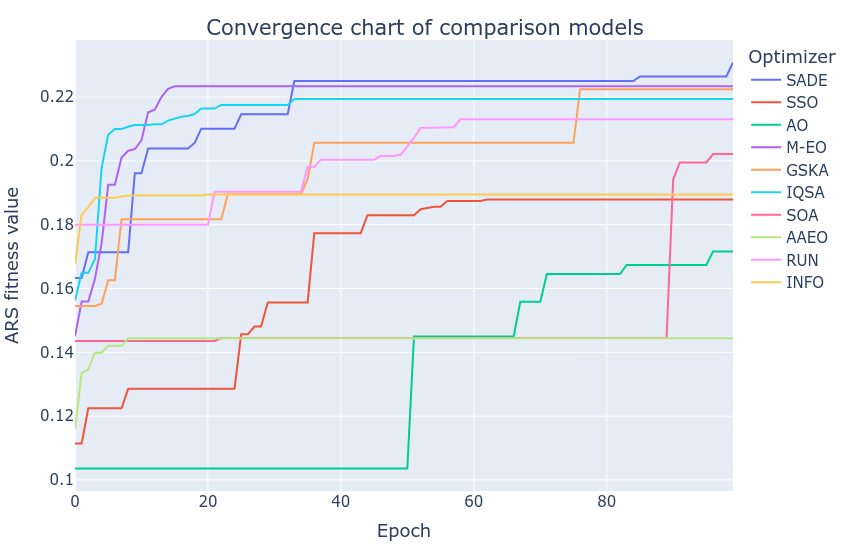 Convergence chart of comparison models
ARS fitness value
0.22
0.2
0.18
0.16
0.14
0.12
0.1
0
20
40
60
80
Epoch
Optimizer
SADE
SSO
AO
M-EO
GSKA
IQSA
SOA
AAEO
RUN
INFO